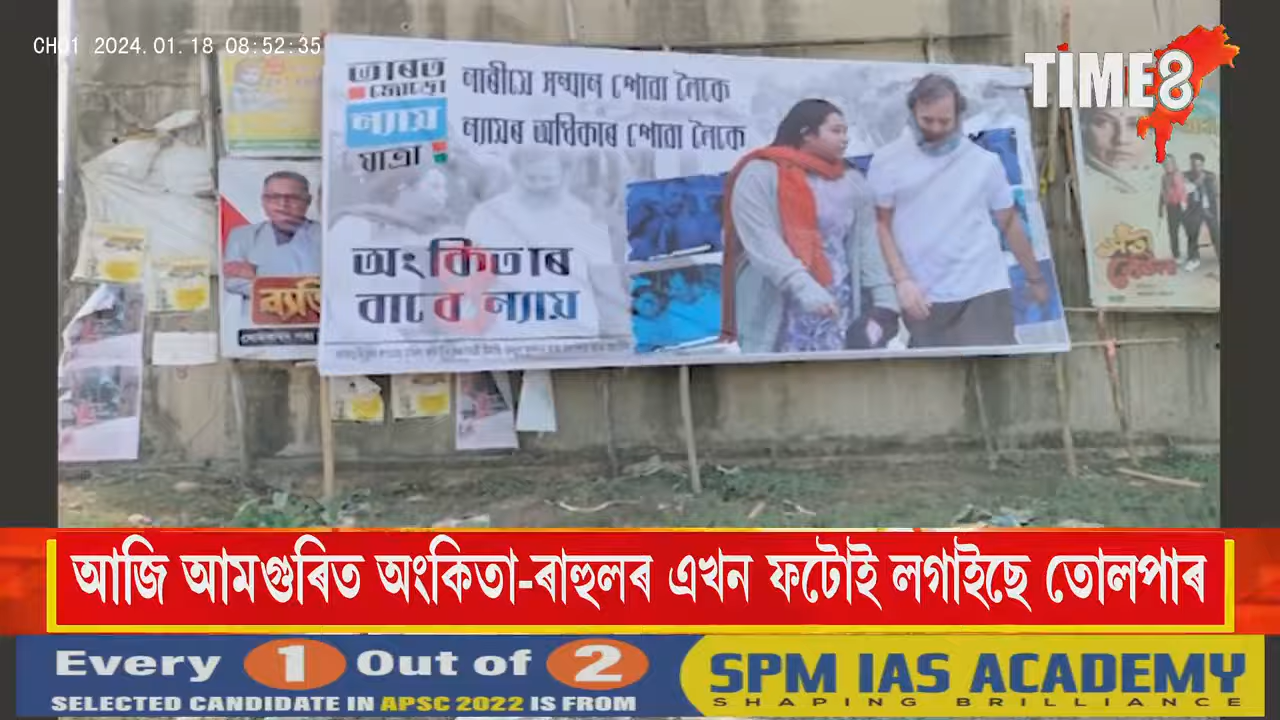 CH01 2024.01.18 08:52:35
TIME8
ভাৰত
জোড়ো
ন্যায়
যাত্ৰা
নাৰীয়ে সন্মান পোৱা লৈকে
ন্যায়ৰ অধিকাৰ পোৱা লৈকে
অংকিতাৰ
বাবে ন্যায়
আজি আমগুৰিত অংকিতা-ৰাহুলৰ এখন ফটোই লগাইছে তোলপাৰ
Every 1 Out of 2
SELECTED CANDIDATE IN APSC 2022 IS FROM
SPM IAS ACADEMY
SHAPING BRILLIANCE